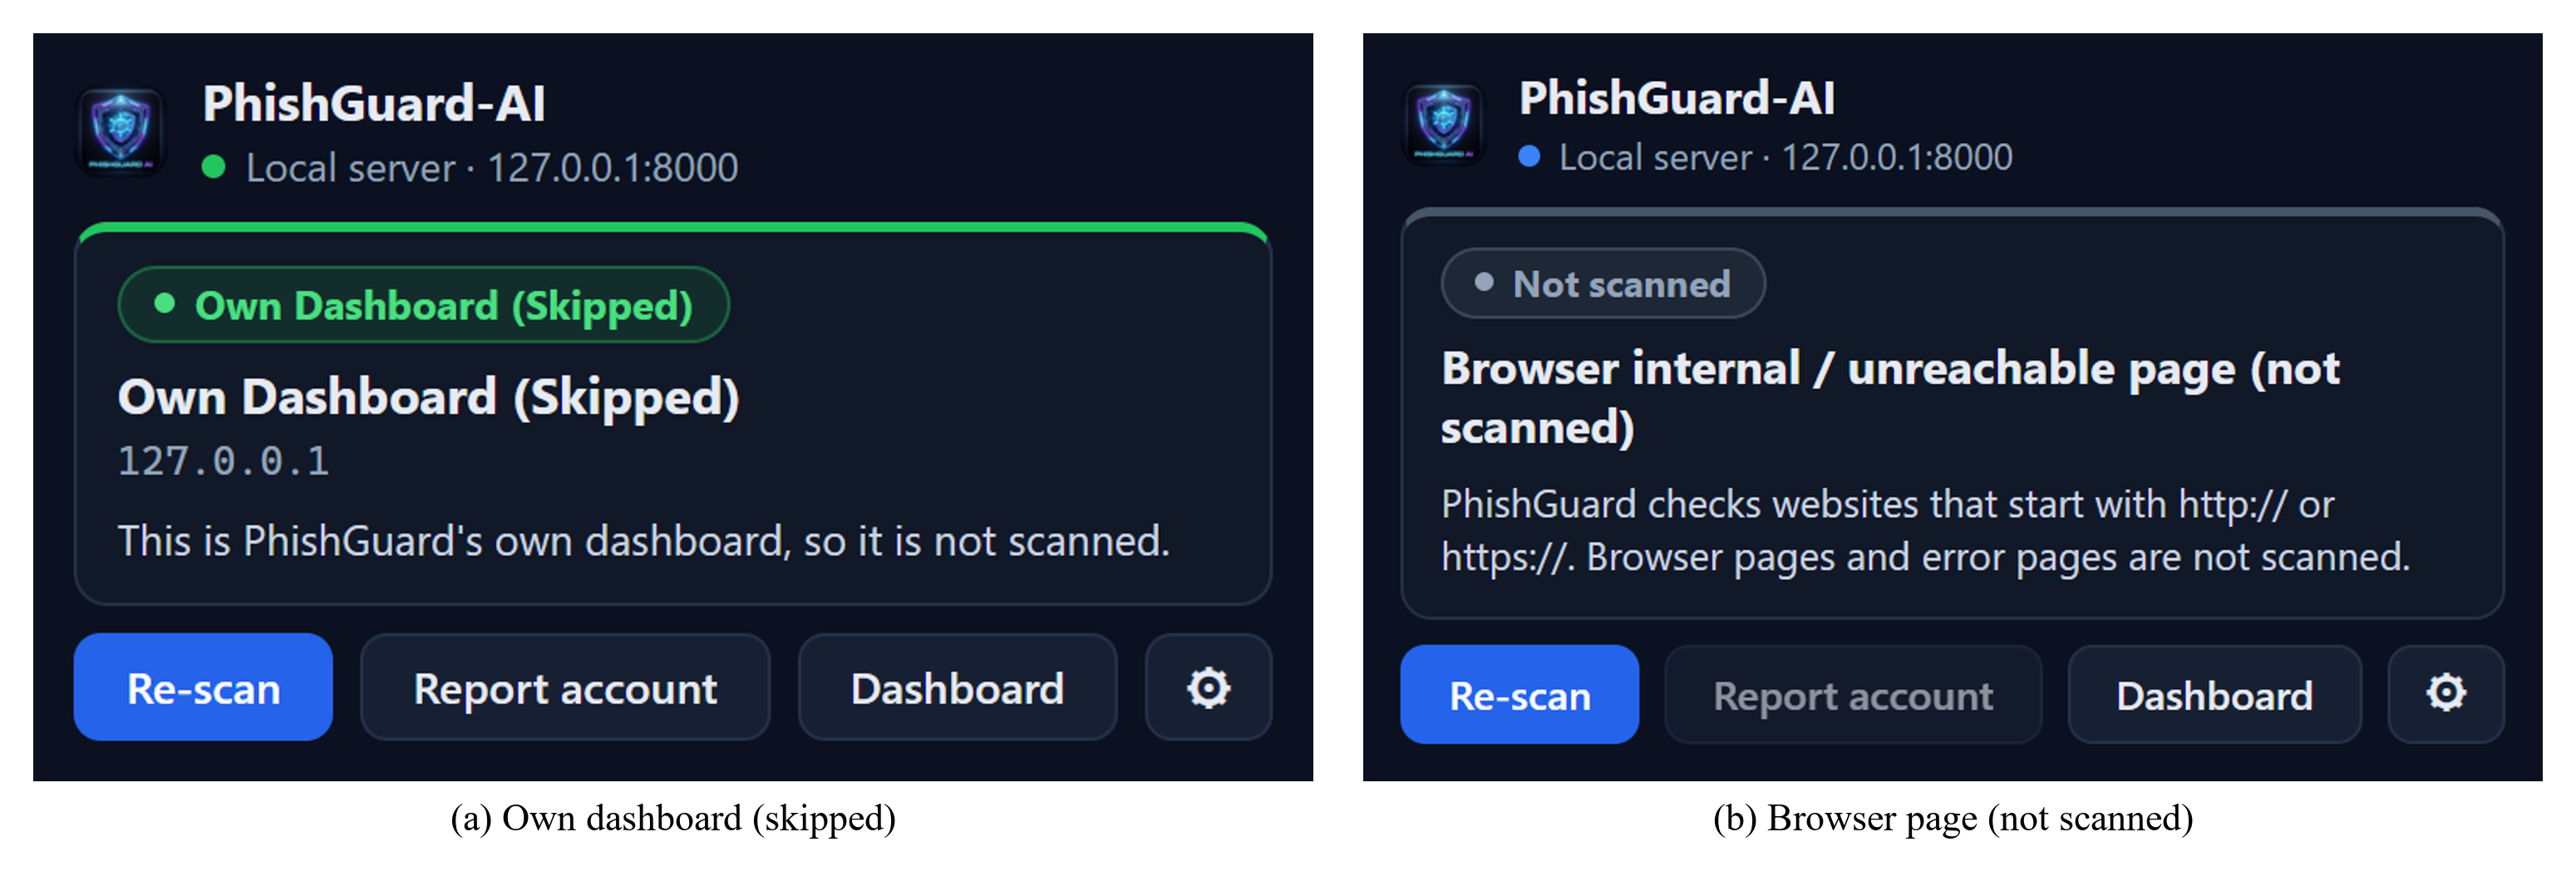 PhishGuard-AI
Local server · 127.0.0.1:8000
Own Dashboard (Skipped)
Own Dashboard (Skipped)
127.0.0.1
This is PhishGuard's own dashboard, so it is not scanned.
Re-scan
Report account
Dashboard
(a) Own dashboard (skipped)
PhishGuard-AI
Local server · 127.0.0.1:8000
Not scanned
Browser internal / unreachable page (not
scanned)
PhishGuard checks websites that start with http:// or
https://. Browser pages and error pages are not scanned.
Re-scan
Report account
Dashboard
(b) Browser page (not scanned)